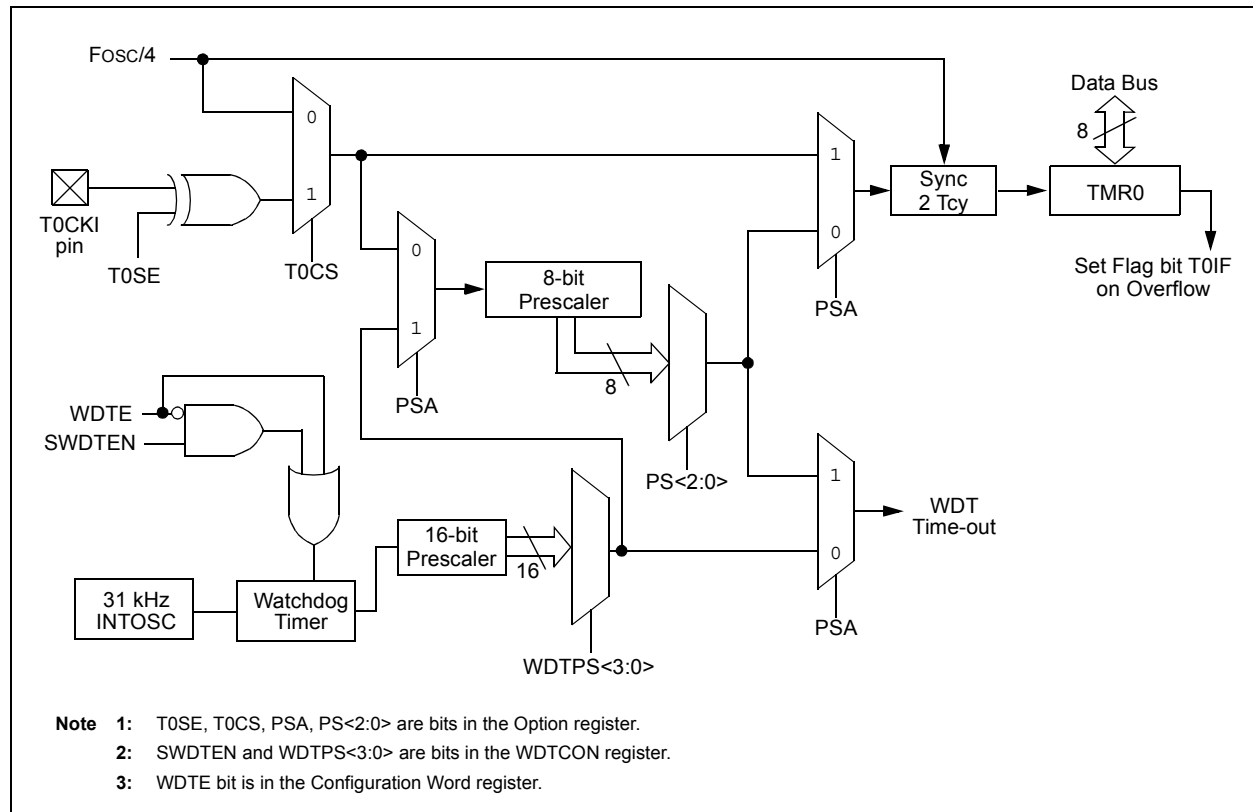 FOSC/4
Data Bus
8
0
1
1
Sync
2 Tcy
TMR0
T0CKI
pin
T0SE
T0CS
0
0
8-bit
Prescaler
Set Flag bit T0IF
on Overflow
PSA
1
8
WDTE
PSA
SWDTEN
PS<2:0>
1
WDT
Time-out
16-bit
Prescaler
16
0
31 kHz
INTOSC
Watchdog
Timer
PSA
WDTPS<3:0>
Note 1: T0SE, T0CS, PSA, PS<2:0> are bits in the Option register.
2: SWDTEN and WDTPS<3:0> are bits in the WDTCON register.
3: WDTE bit is in the Configuration Word register.